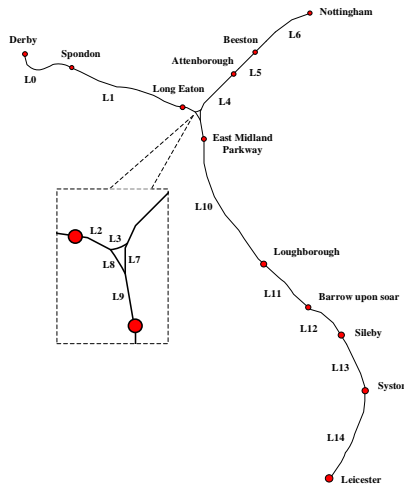 Nottingham
L6
Derby
Beeston
Spondon
Attenborough
L0
L5
L1
Long Eaton
L4
East Midland
Parkway
L10
L2
L3
L8
L7
L9
Loughborough
L11
Barrow upon soar
L12
Sileby
L13
Syston
L14
Leicester